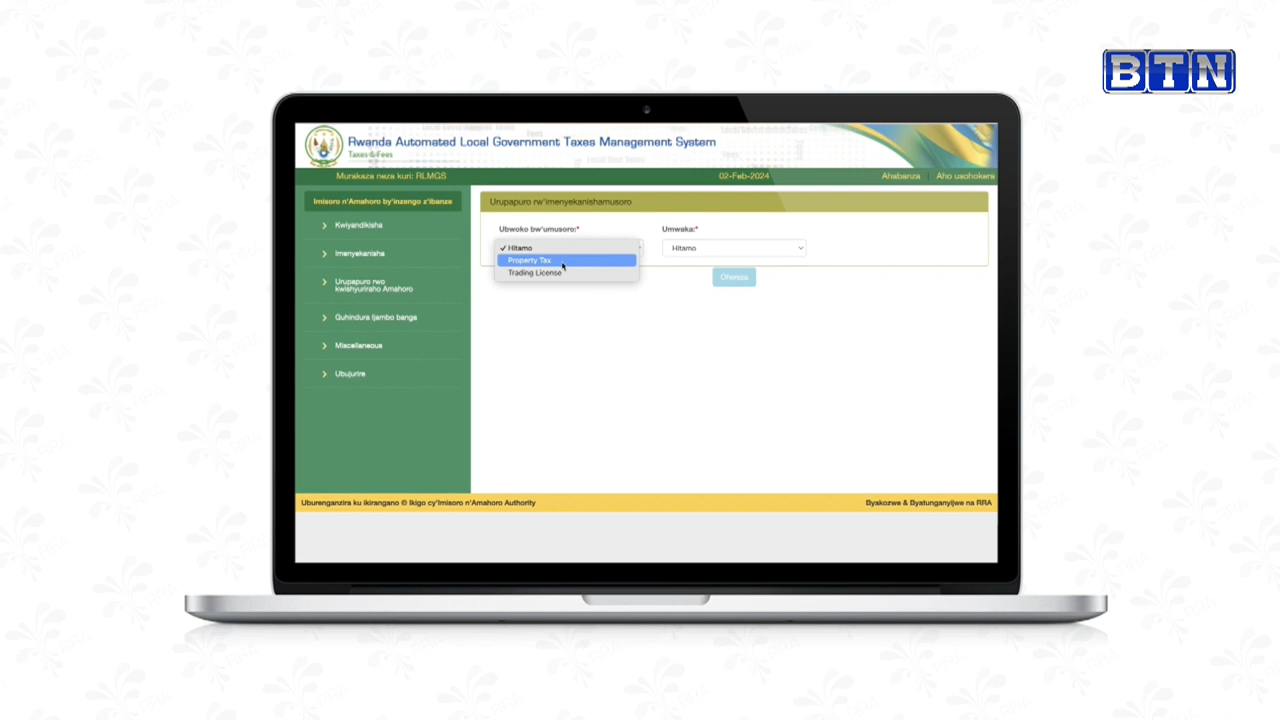 BTN
Rwanda Automated Local Government Taxes Management System
Taxes & Fees
Murakaza neza kuri: RLMGS
02-Feb-2024
Ahabanza | Aho usohokera
Imisoro n'Amahoro by'inzengo z'ibanze
Kwiyandikisha
Imenyekanisha
Urupapuro rwo
kwishyuriraho Amahoro
Guhindura Ijambo banga
Miscellaneous
Ubujurire
Urupapuro rw'imenyekanishamusoro
Ubwoko bw'umusoro:*
Umwaka:*
✓ Hitamo
Property Tax
Trading License
Hitamo
Ohereza
Uburenganzira ku ikirangano © Ikigo cy'Imisoro n'Amahoro Authority
Byakozwe & Byatunganyijwe na RRA